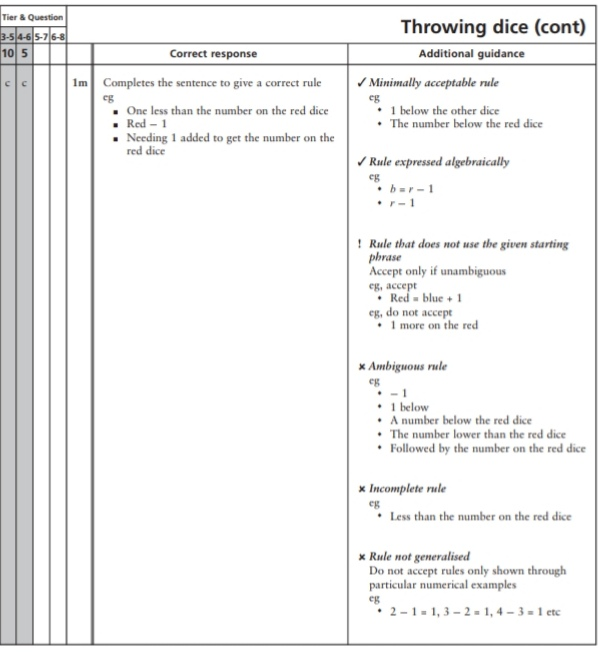 Tier & Question
Throwing dice (cont)
3-5 4-6 5-7 6-8
10 5
Correct response
Additional guidance
c c
1m
Completes the sentence to give a correct rule
eg
▪ One less than the number on the red dice
▪ Red – 1
▪ Needing 1 added to get the number on the
red dice
✓ Minimally acceptable rule
eg
• 1 below the other dice
• The number below the red dice
✓ Rule expressed algebraically
eg
• b = r – 1
• r – 1
! Rule that does not use the given starting
phrase
Accept only if unambiguous
eg, accept
• Red = blue + 1
eg, do not accept
• 1 more on the red
× Ambiguous rule
eg
• – 1
• 1 below
• A number below the red dice
• The number lower than the red dice
• Followed by the number on the red dice
× Incomplete rule
eg
• Less than the number on the red dice
× Rule not generalised
Do not accept rules only shown through
particular numerical examples
eg
• 2 – 1 = 1, 3 – 2 = 1, 4 – 3 = 1 etc